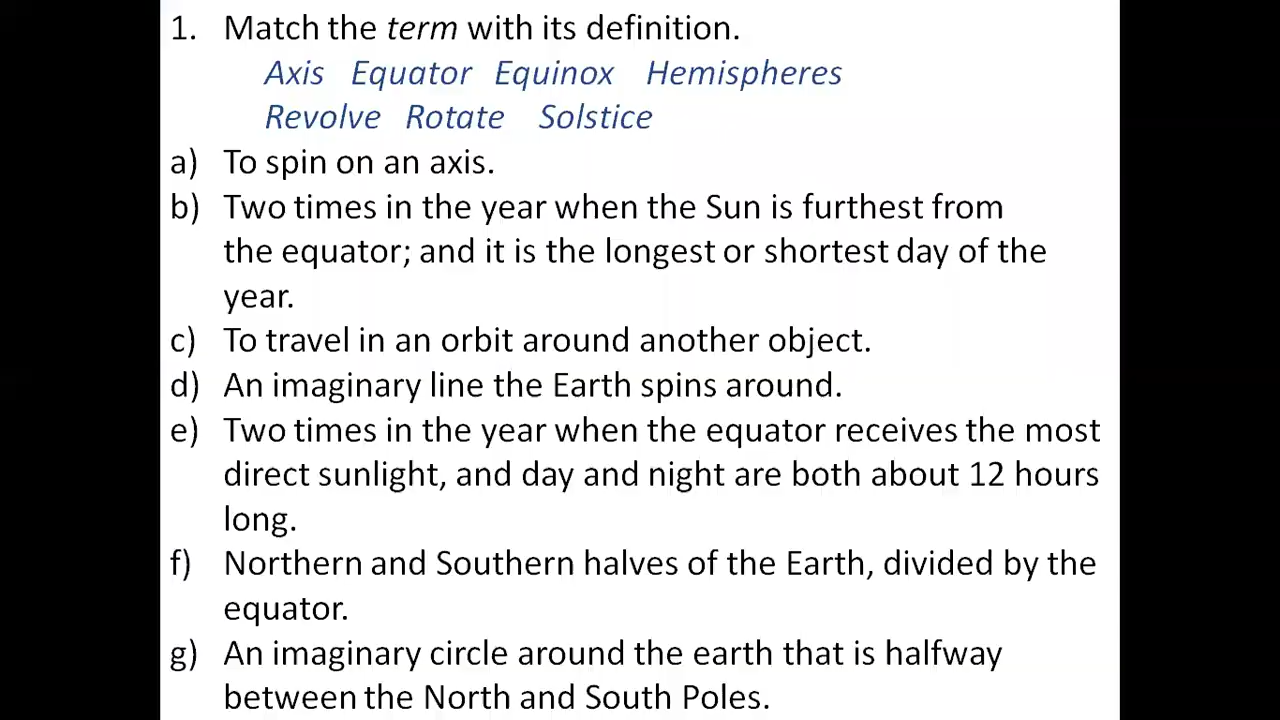 1. Match the term with its definition.
Axis Equator Equinox Hemispheres
Revolve Rotate Solstice
a) To spin on an axis.
b) Two times in the year when the Sun is furthest from
the equator; and it is the longest or shortest day of the
year.
c) To travel in an orbit around another object.
d) An imaginary line the Earth spins around.
e) Two times in the year when the equator receives the most
direct sunlight, and day and night are both about 12 hours
long.
f) Northern and Southern halves of the Earth, divided by the
equator.
g) An imaginary circle around the earth that is halfway
between the North and South Poles.